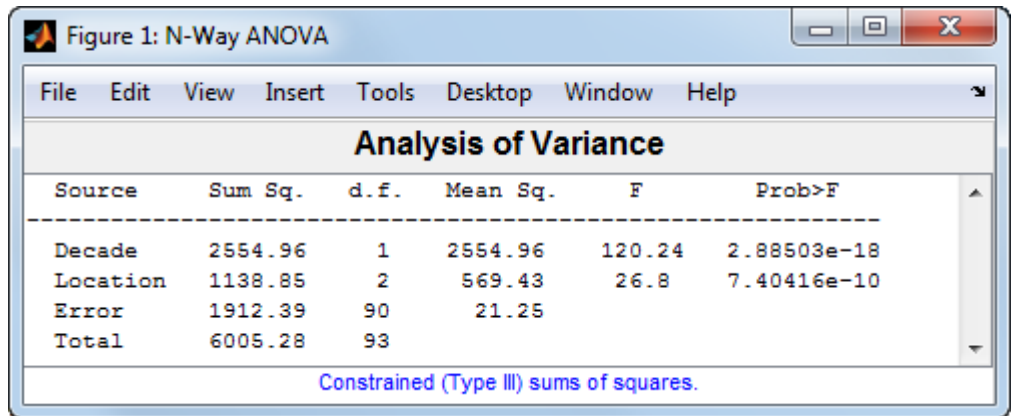 Figure 1: N-Way ANOVA
File Edit View Insert Tools Desktop Window Help
Analysis of Variance
Source Sum Sq. d.f. Mean Sq. F Prob>F
Decade 2554.96 1 2554.96 120.24 2.88503e-18
Location 1138.85 2 569.43 26.8 7.40416e-10
Error 1912.39 90 21.25
Total 6005.28 93
Constrained (Type III) sums of squares.